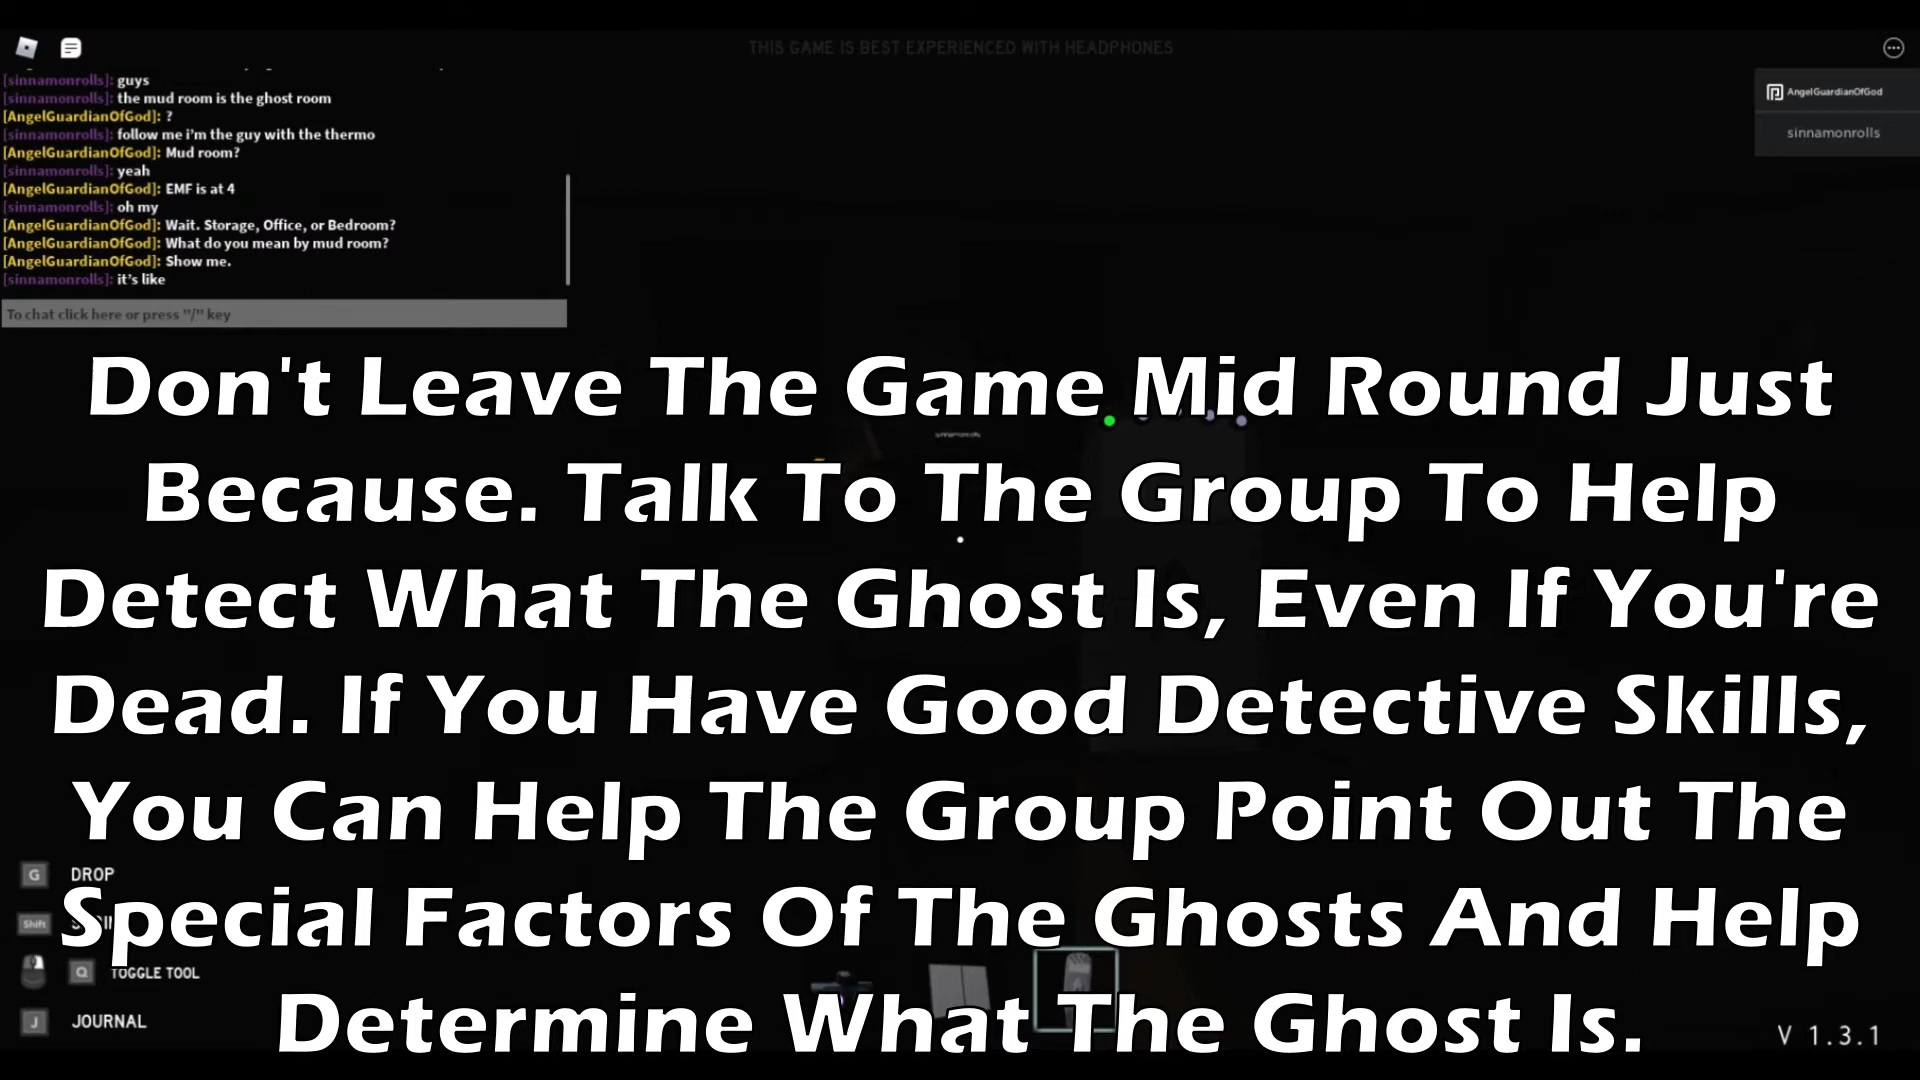 THIS GAME IS BEST EXPERIENCED WITH HEADPHONES
[sinnamonrolls]: guys
[sinnamonrolls]: the mud room is the ghost room
[AngelGuardianOfGod]: ?
[sinnamonrolls]: follow me i'm the guy with the thermo
[AngelGuardianOfGod]: Mud room?
[sinnamonrolls]: yeah
[AngelGuardianOfGod]: EMF is at 4
[sinnamonrolls]: oh my
[AngelGuardianOfGod]: Wait. Storage, Office, or Bedroom?
[AngelGuardianOfGod]: What do you mean by mud room?
[AngelGuardianOfGod]: Show me.
[sinnamonrolls]: it's like
To chat click here or press "/" key
AngelGuardianOfGod
sinnamonrolls
Don't Leave The Game Mid Round Just
Because. Talk To The Group To Help
Detect What The Ghost Is, Even If You're
Dead. If You Have Good Detective Skills,
You Can Help The Group Point Out The
Special Factors Of The Ghosts And Help
Determine What The Ghost Is.
G DROP
Shift
Q TOGGLE TOOL
J JOURNAL
V 1.3.1